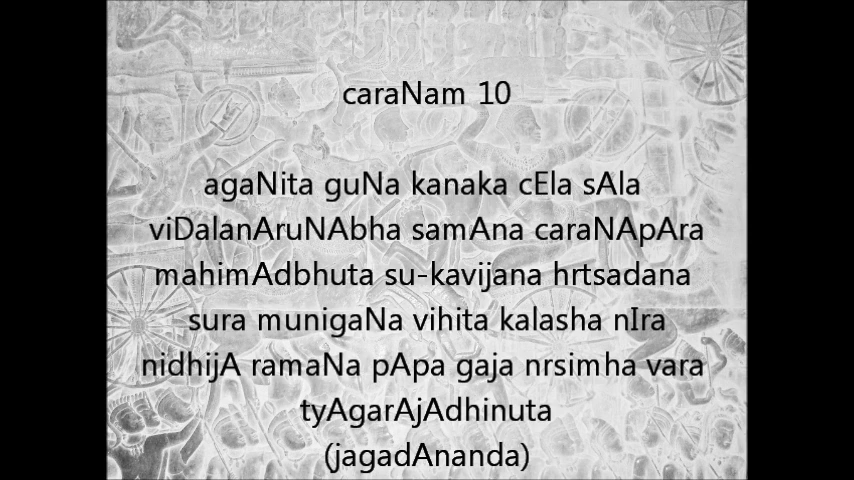 caraNam 10
agaNita guNa kanaka cEla sAla
viDalanAruNAbha samAna caraNApAra
mahimAdbhuta su-kavijana hrtsadana
sura munigaNa vihita kalasha nIra
nidhijA ramaNa pApa gaja nrsimha vara
tyAgarAjAdhinuta
(jagadAnanda)